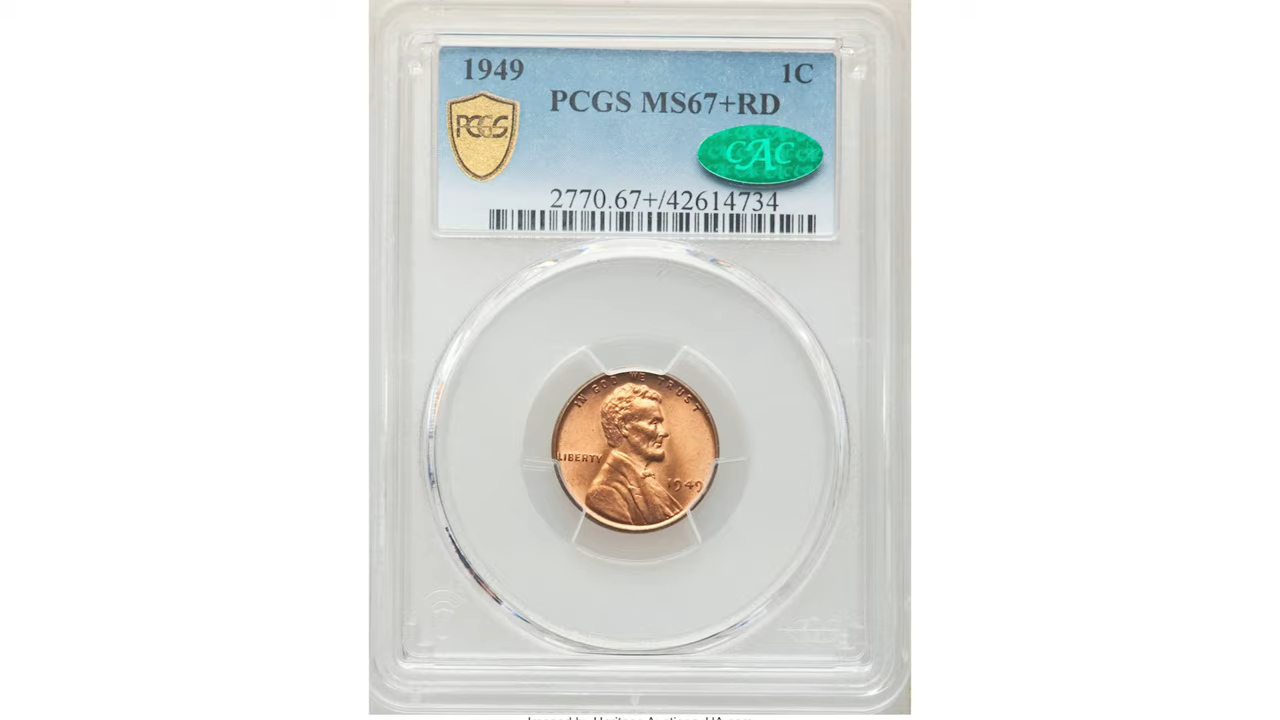 1949 1C
PCGS MS67+RD
PCGS
CAC
2770.67+/42614734
IN GOD WE TRUST
LIBERTY
1949